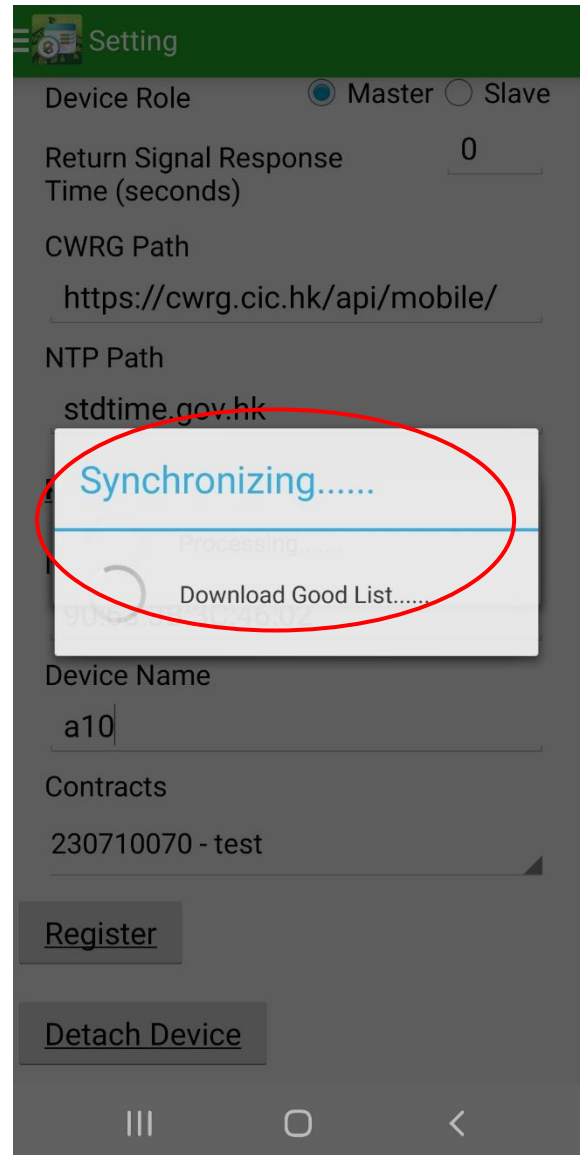 Setting
Device Role
Master
Slave
Return Signal Response
Time (seconds)
0
CWRG Path
https://cwrg.cic.hk/api/mobile/
NTP Path
stdtime.gov.hk
Synchronizing......
Processing.......
Download Good List......
Device Name
a10
Contracts
230710070 - test
Register
Detach Device